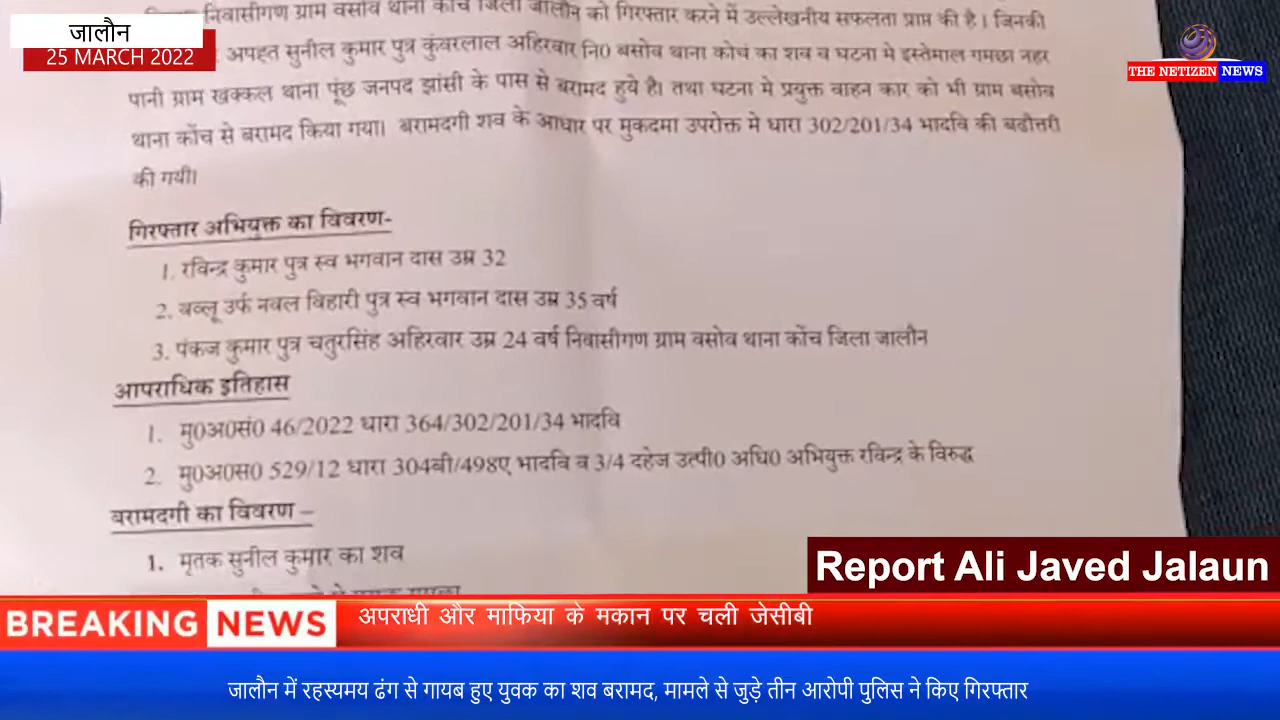 जालौन
25 MARCH 2022
THE NETIZEN NEWS
निवासीगण ग्राम वसोव थाना कोंच जिला जालौन को गिरफ्तार करने में उल्लेखनीय सफलता प्राप्त की है। जिनकी
अपहृत सुनील कुमार पुत्र कुंवरलाल अहिरवार नि0 बसोव थाना कोच का शव व घटना मे इस्तेमाल गमछा नहर
पानी ग्राम खक्कल थाना पूंछ जनपद झांसी के पास से बरामद हुये है। तथा घटना मे प्रयुक्त वाहन कार को भी ग्राम बसोव
थाना कोंच से बरामद किया गया। बरामदगी शव के आधार पर मुकदमा उपरोक्त मे धारा 302/201/34 भादवि की बढौत्तरी
की गयी।
गिरफ्तार अभियुक्त का विवरण-
1. रविन्द्र कुमार पुत्र स्व भगवान दास उम्र 32
2. बव्लू उर्फ नवल विहारी पुत्र स्व भगवान दास उम्र 35 वर्ष
3. पंकज कुमार पुत्र चतुरसिंह अहिरवार उम्र 24 वर्ष निवासीगण ग्राम वसोव थाना कोंच जिला जालौन
आपराधिक इतिहास
1. मु0अ0सं0 46/2022 धारा 364/302/201/34 भादवि
2. मु0अ0स0 529/12 धारा 304बी/498ए भादवि व 3/4 दहेज उत्पी0 अधि0 अभियुक्त रविन्द्र के विरुद्ध
बरामदगी का विवरण –
1. मृतक सुनील कुमार का शव
Report Ali Javed Jalaun
BREAKING NEWS
अपराधी और माफिया के मकान पर चली जेसीबी
जालौन में रहस्यमय ढंग से गायब हुए युवक का शव बरामद, मामले से जुड़े तीन आरोपी पुलिस ने किए गिरफ्तार